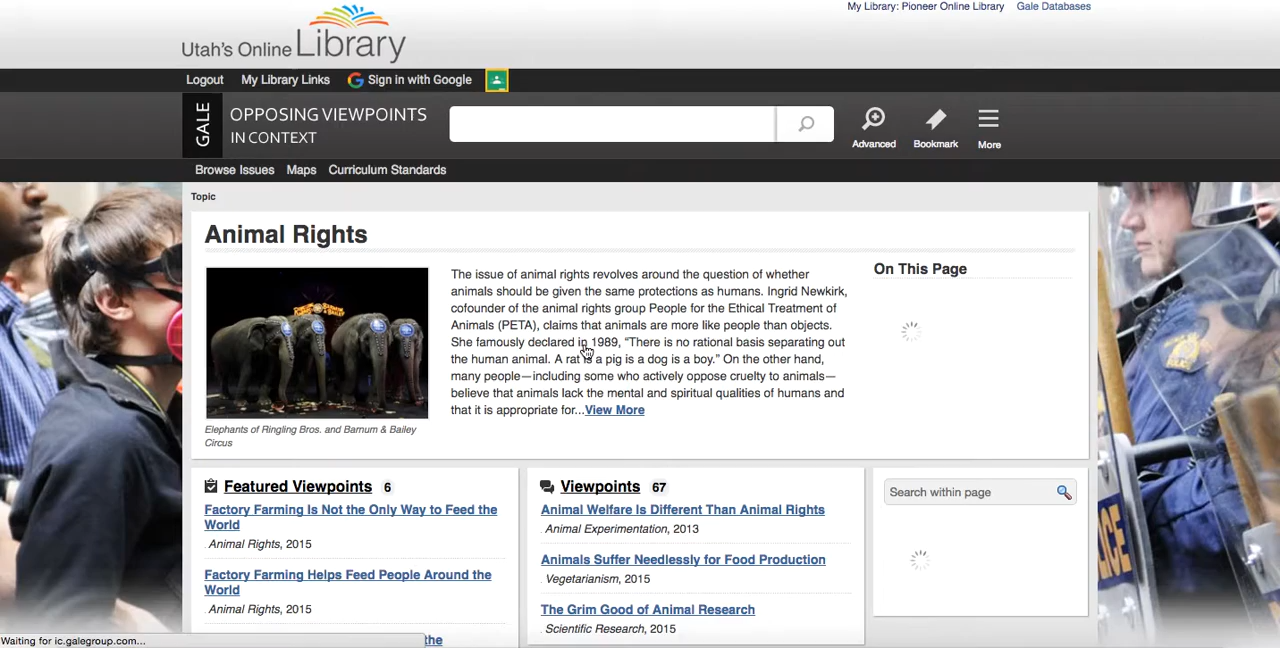 My Library: Pioneer Online Library Gale Databases
Utah's Online Library
Logout My Library Links Sign in with Google
GALE OPPOSING VIEWPOINTS
IN CONTEXT
Advanced Bookmark More
Browse Issues Maps Curriculum Standards
Topic
Animal Rights
The issue of animal rights revolves around the question of whether
animals should be given the same protections as humans. Ingrid Newkirk,
cofounder of the animal rights group People for the Ethical Treatment of
Animals (PETA), claims that animals are more like people than objects.
She famously declared in 1989, “There is no rational basis separating out
the human animal. A rat is a pig is a dog is a boy.” On the other hand,
many people—including some who actively oppose cruelty to animals—
believe that animals lack the mental and spiritual qualities of humans and
that it is appropriate for...View More
On This Page
Elephants of Ringling Bros. and Barnum & Bailey
Circus
Featured Viewpoints 6
Factory Farming Is Not the Only Way to Feed the
World
Animal Rights, 2015
Factory Farming Helps Feed People Around the
World
Animal Rights, 2015
the
Viewpoints 67
Animal Welfare Is Different Than Animal Rights
Animal Experimentation, 2013
Animals Suffer Needlessly for Food Production
Vegetarianism, 2015
The Grim Good of Animal Research
Scientific Research, 2015
Search within page
Waiting for ic.galegroup.com...